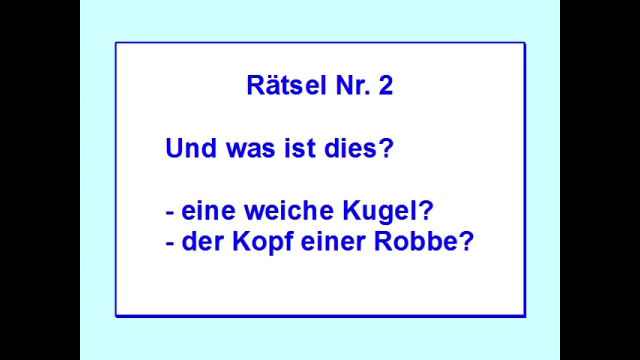 Rätsel Nr. 2
Und was ist dies?
- eine weiche Kugel?
- der Kopf einer Robbe?